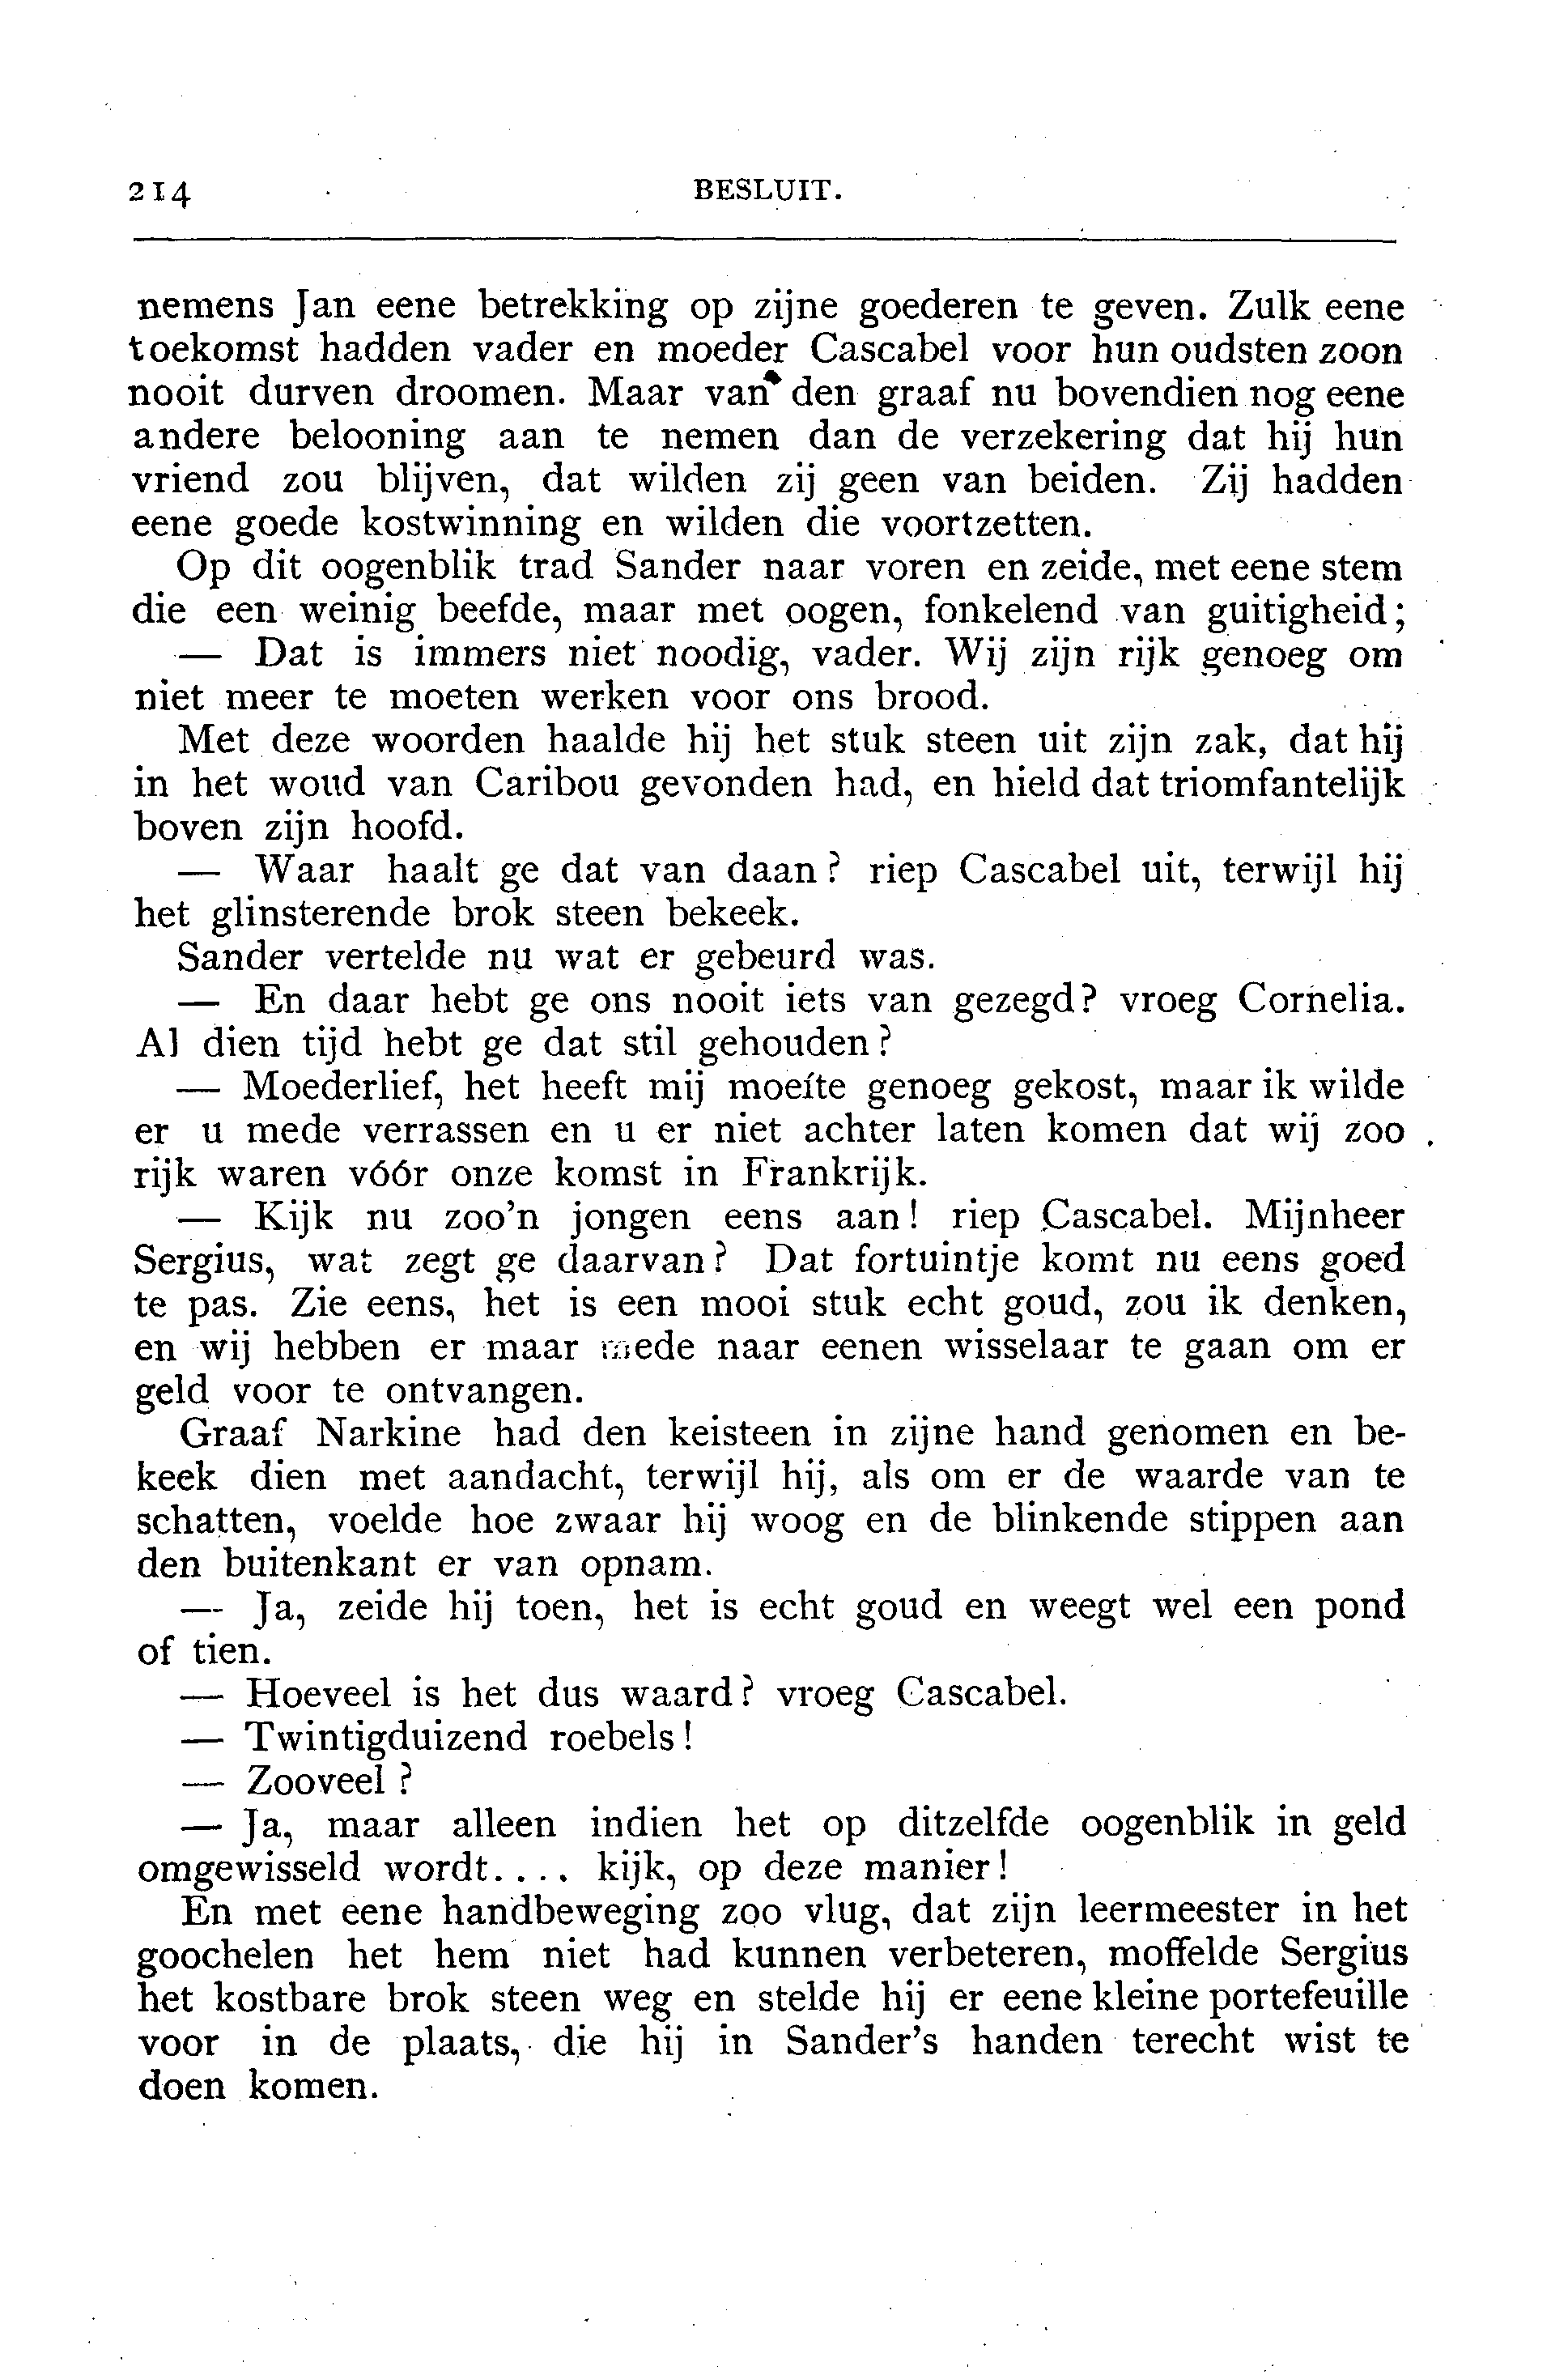 214
BESLUIT.
nemens Jan eene betrekking op zijne goederen te geven. Zulk eene
toekomst hadden vader en moeder Cascabel voor hun oudsten zoon
nooit durven droomen. Maar van den graaf nu bovendien nog eene
andere belooning aan te nemen dan de verzekering dat hij hun
vriend zou blijven, dat wilden zij geen van beiden. Zij hadden
eene goede kostwinning en wilden die voortzetten.
Op dit oogenblik trad Sander naar voren en zeide, met eene stem
die een weinig beefde, maar met oogen, fonkelend van guitigheid;
— Dat is immers niet noodig, vader. Wij zijn rijk genoeg om
niet meer te moeten werken voor ons brood.
Met deze woorden haalde hij het stuk steen uit zijn zak, dat hij
in het woud van Caribou gevonden had, en hield dat triomfantelijk
boven zijn hoofd.
— Waar haalt ge dat van daan? riep Cascabel uit, terwijl hij
het glinsterende brok steen bekeek.
Sander vertelde nu wat er gebeurd was.
— En daar hebt ge ons nooit iets van gezegd? vroeg Cornelia.
Al dien tijd hebt ge dat stil gehouden?
— Moederlief, het heeft mij moeite genoeg gekost, maar ik wilde
er u mede verrassen en u er niet achter laten komen dat wij zoo
rijk waren vóór onze komst in Frankrijk.
— Kijk nu zoo'n jongen eens aan! riep Cascabel. Mijnheer
Sergius, wat zegt ge daarvan? Dat fortuintje komt nu eens goed
te pas. Zie eens, het is een mooi stuk echt goud, zou ik denken,
en wij hebben er maar mede naar eenen wisselaar te gaan om er
geld voor te ontvangen.
Graaf Narkine had den keisteen in zijne hand genomen en be-
keek dien met aandacht, terwijl hij, als om er de waarde van te
schatten, voelde hoe zwaar hij woog en de blinkende stippen aan
den buitenkant er van opnam.
— Ja, zeide hij toen, het is echt goud en weegt wel een pond
of tien.
— Hoeveel is het dus waard? vroeg Cascabel.
— Twintigduizend roebels!
— Zooveel?
— Ja, maar alleen indien het op ditzelfde oogenblik in geld
omgewisseld wordt.... kijk, op deze manier!
En met eene handbeweging zoo vlug, dat zijn leermeester in het
goochelen het hem niet had kunnen verbeteren, moffelde Sergius
het kostbare brok steen weg en stelde hij er eene kleine portefeuille
voor in de plaats, die hij in Sander's handen terecht wist te
doen komen.